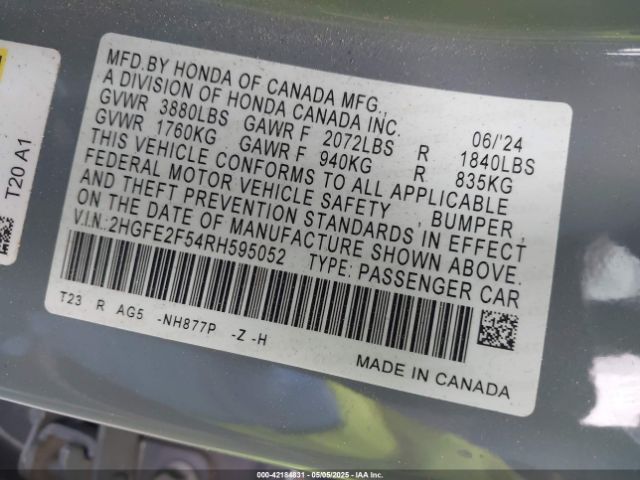 MFD.BY HONDA OF CANADA MFG.,
A DIVISION OF HONDA CANADA INC. 06/'24
GVWR 3880LBS GAWR F 2072LBS R 1840LBS
GVWR 1760KG GAWR F 940KG R 835KG
THIS VEHICLE CONFORMS TO ALL APPLICABLE
FEDERAL MOTOR VEHICLE SAFETY, BUMPER,
AND THEFT PREVENTION STANDARDS IN EFFECT
ON THE DATE OF MANUFACTURE SHOWN ABOVE.
V.I.N.:2HGFE2F54RH595052 TYPE: PASSENGER CAR
T23 R AG5 -NH877P -Z -H
MADE IN CANADA
T20 A1
000-42184831 - 05/05/2025 - IAA Inc.